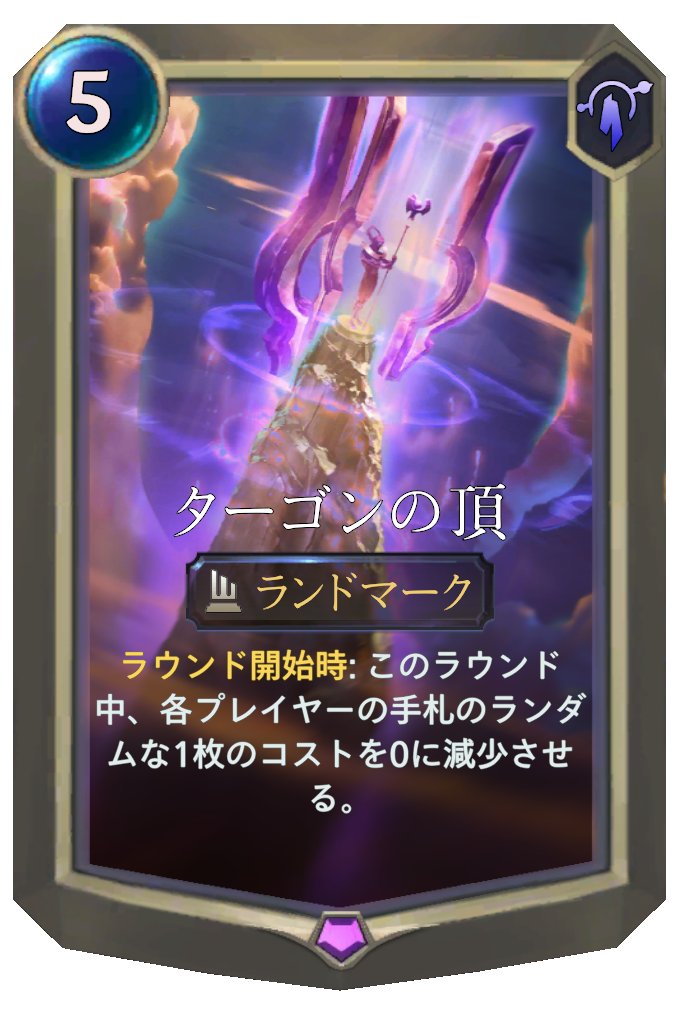 5
ターゴンの頂
ランドマーク
ラウンド開始時: このラウンド
中、各プレイヤーの手札のランダ
ムな1枚のコストを0に減少させ
る。